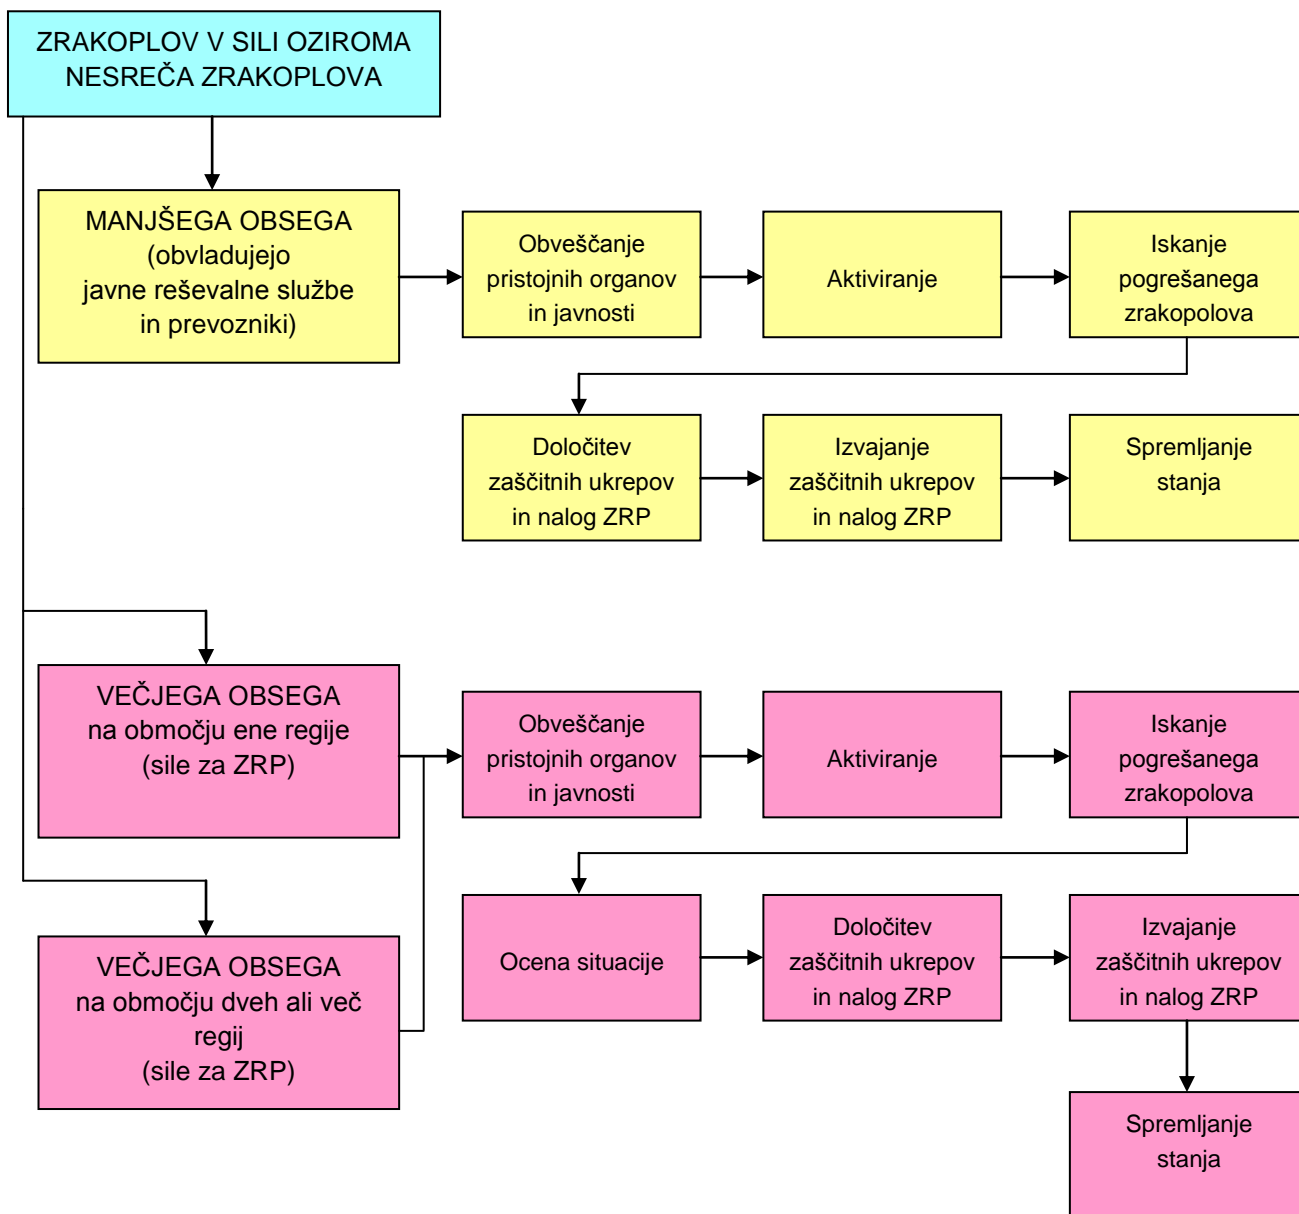 ZRAKOPLOV V SILI OZIROMA
NESREČA ZRAKOPLOVA
MANJŠEGA OBSEGA
(obvladujejo
javne reševalne službe
in prevozniki)
Obveščanje
pristojnih organov
in javnosti
Aktiviranje
Iskanje
pogrešanega
zrakopolova
Določitev
zaščitnih ukrepov
in nalog ZRP
Izvajanje
zaščitnih ukrepov
in nalog ZRP
Spremljanje
stanja
VEČJEGA OBSEGA
na območju ene regije
(sile za ZRP)
Obveščanje
pristojnih organov
in javnosti
Aktiviranje
Iskanje
pogrešanega
zrakopolova
VEČJEGA OBSEGA
na območju dveh ali več
regij
(sile za ZRP)
Ocena situacije
Določitev
zaščitnih ukrepov
in nalog ZRP
Izvajanje
zaščitnih ukrepov
in nalog ZRP
Spremljanje
stanja